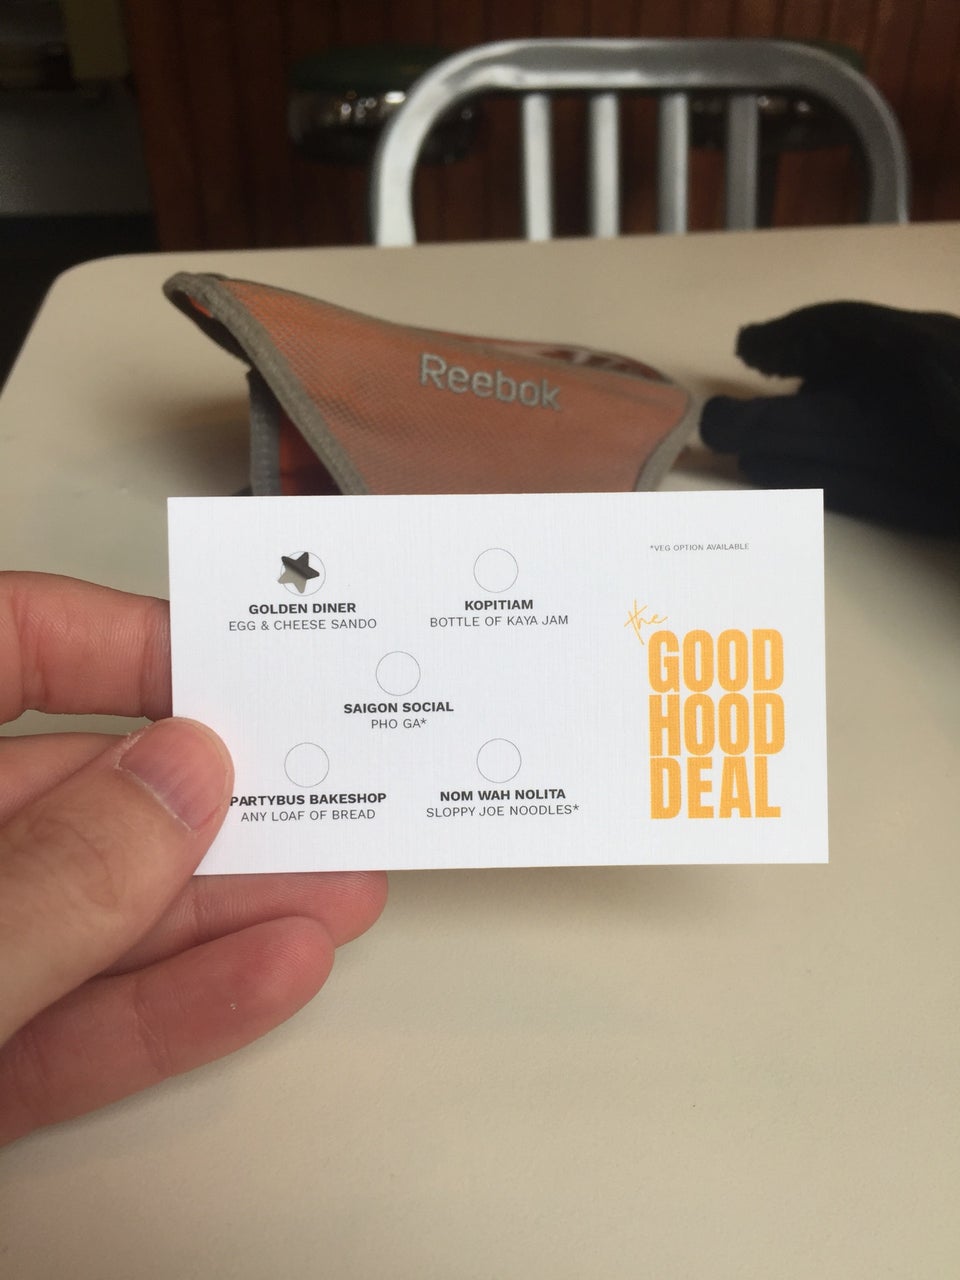 Reebok
*VEG OPTION AVAILABLE
GOLDEN DINER
EGG & CHEESE SANDO
KOPITIAM
BOTTLE OF KAYA JAM
SAIGON SOCIAL
PHO GA*
PARTYBUS BAKESHOP
ANY LOAF OF BREAD
NOM WAH NOLITA
SLOPPY JOE NOODLES*
the
GOOD
HOOD
DEAL